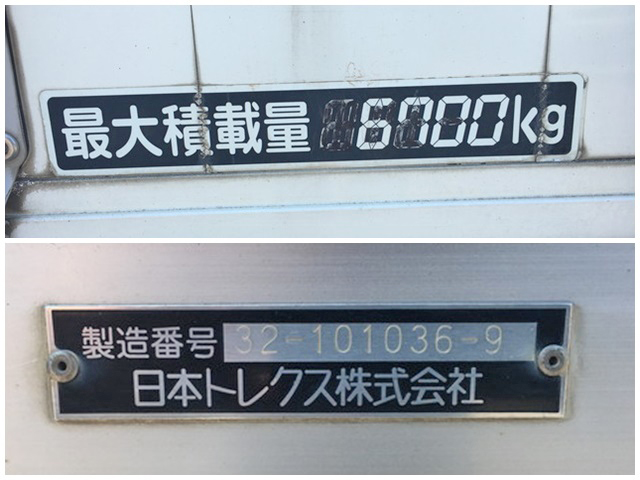 最大積載量 6700kg
製造番号 32-101036-9
日本トレクス株式会社